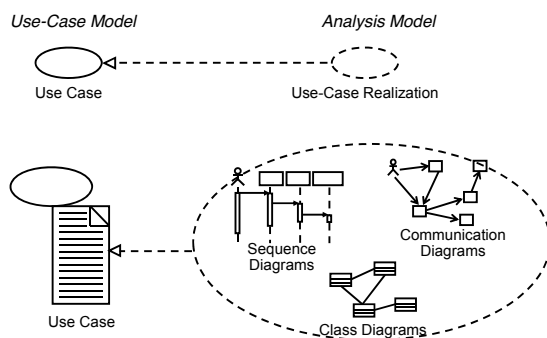 Use-Case Model
Analysis Model
Use Case
Use-Case Realization
Sequence
Diagrams
Communication
Diagrams
Use Case
Class Diagrams